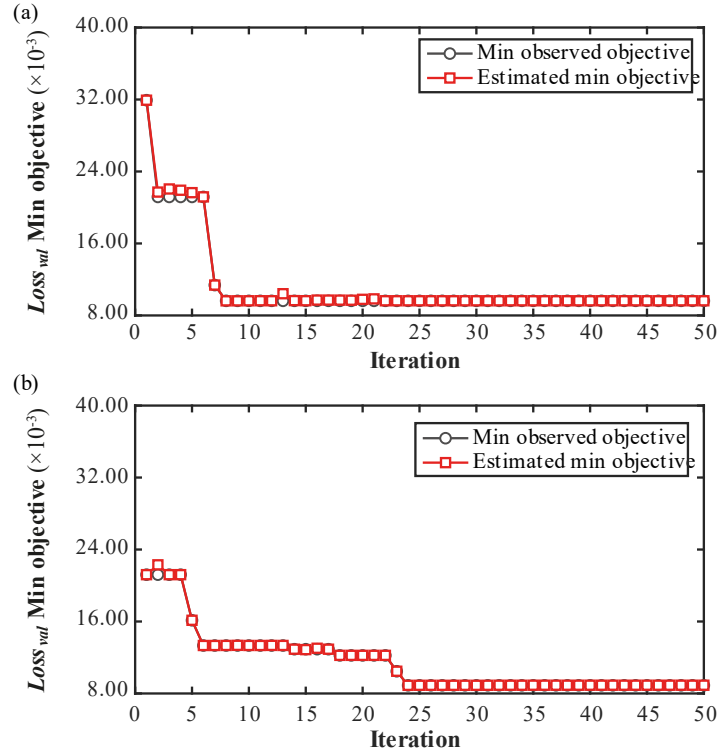 (a)
40.00
32.00
24.00
16.00
8.00
Loss_val Min objective (×10⁻³)
Min observed objective
Estimated min objective
0 5 10 15 20 25 30 35 40 45 50
Iteration
(b)
40.00
32.00
24.00
16.00
8.00
Loss_val Min objective (×10⁻³)
Min observed objective
Estimated min objective
0 5 10 15 20 25 30 35 40 45 50
Iteration